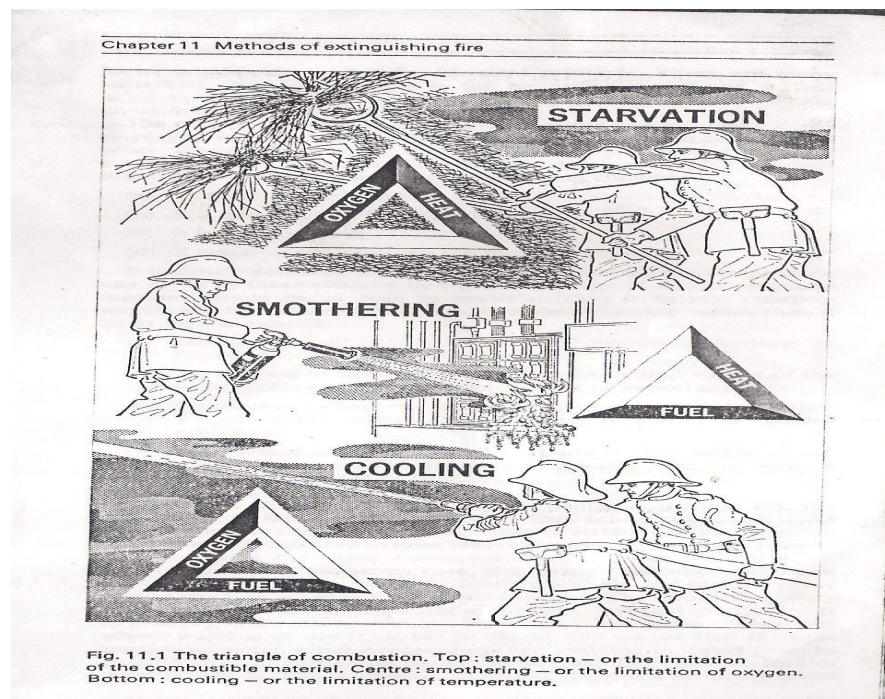 Chapter 11 Methods of extinguishing fire
STARVATION
OXYGEN
HEAT
SMOTHERING
HEAT
FUEL
COOLING
OXYGEN
FUEL
Fig. 11.1 The triangle of combustion. Top : starvation – or the limitation
of the combustible material. Centre : smothering – or the limitation of oxygen.
Bottom : cooling – or the limitation of temperature.